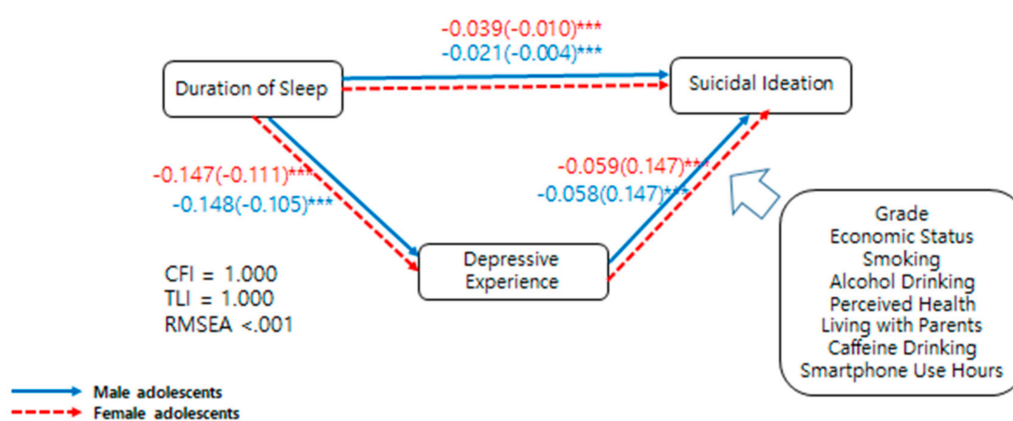 -0.039(-0.010)***
-0.021(-0.004)***
Duration of Sleep
Suicidal Ideation
-0.147(-0.111)***
-0.148(-0.105)***
-0.059(0.147)***
-0.058(0.147)***
Depressive
Experience
Grade
Economic Status
Smoking
Alcohol Drinking
Perceived Health
Living with Parents
Caffeine Drinking
Smartphone Use Hours
CFI = 1.000
TLI = 1.000
RMSEA <.001
Male adolescents
Female adolescents